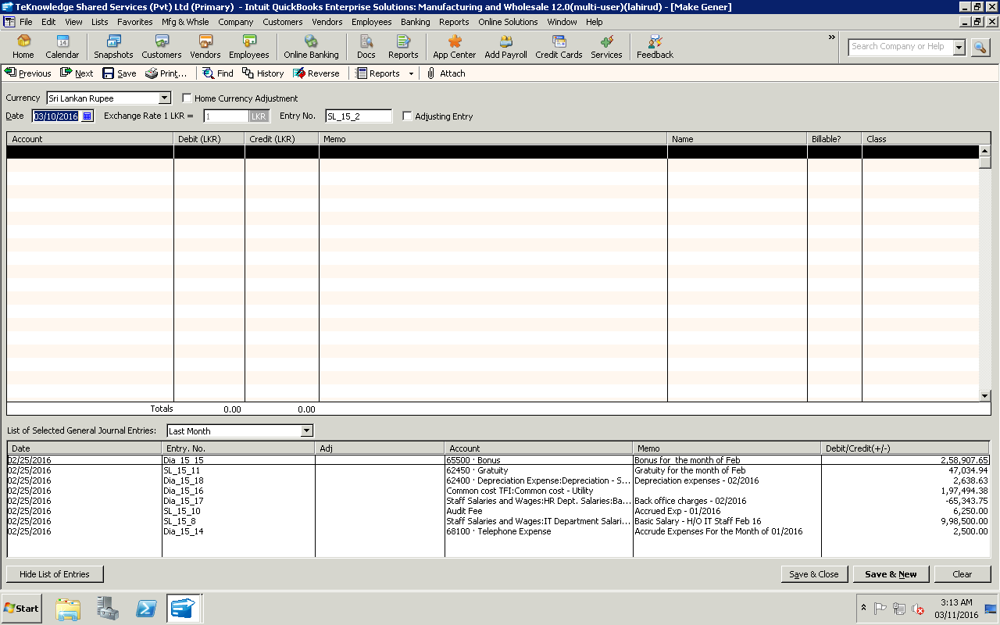 TeKnowledge Shared Services (Pvt) Ltd (Primary) - Intuit QuickBooks Enterprise Solutions: Manufacturing and Wholesale 12.0(multi-user)(lahirud) - [Make Gener]
File Edit View Lists Favorites Mfg & Whsle Company Customers Vendors Employees Banking Reports Online Solutions Window Help
Home Calendar Snapshots Customers Vendors Employees Online Banking Docs Reports App Center Add Payroll Credit Cards Services Feedback » Search Company or Help
Previous Next Save Print... Find History Reverse Reports Attach
Currency Sri Lankan Rupee Home Currency Adjustment
Date 03/10/2016 Exchange Rate 1 LKR = 1 LKR Entry No. SL_15_2 Adjusting Entry
Account Debit (LKR) Credit (LKR) Memo Name Billable? Class
Totals 0.00 0.00
List of Selected General Journal Entries: Last Month
Date Entry. No. Adj Account Memo Debit/Credit(+/-)
02/25/2016 Dia_15_15 65500 · Bonus Bonus for the month of Feb 2,58,907.65
02/25/2016 SL_15_11 62450 · Gratuity Gratuity for the month of Feb 47,034.94
02/25/2016 Dia_15_18 62400 · Depreciation Expense:Depreciation - S... Depreciation expenses - 02/2016 2,638.63
02/25/2016 Dia_15_16 Common cost TFI:Common cost - Utility 1,97,494.38
02/25/2016 Dia_15_17 Staff Salaries and Wages:HR Dept. Salaries:Ba... Back office charges - 02/2016 -65,343.75
02/25/2016 SL_15_10 Audit Fee Accrued Exp - 01/2016 6,250.00
02/25/2016 SL_15_8 Staff Salaries and Wages:IT Department Salari... Basic Salary - H/O IT Staff Feb 16 9,98,500.00
02/25/2016 Dia_15_14 68100 · Telephone Expense Accrude Expenses For the Month of 01/2016 2,500.00
Hide List of Entries Save & Close Save & New Clear
Start 3:13 AM
03/11/2016